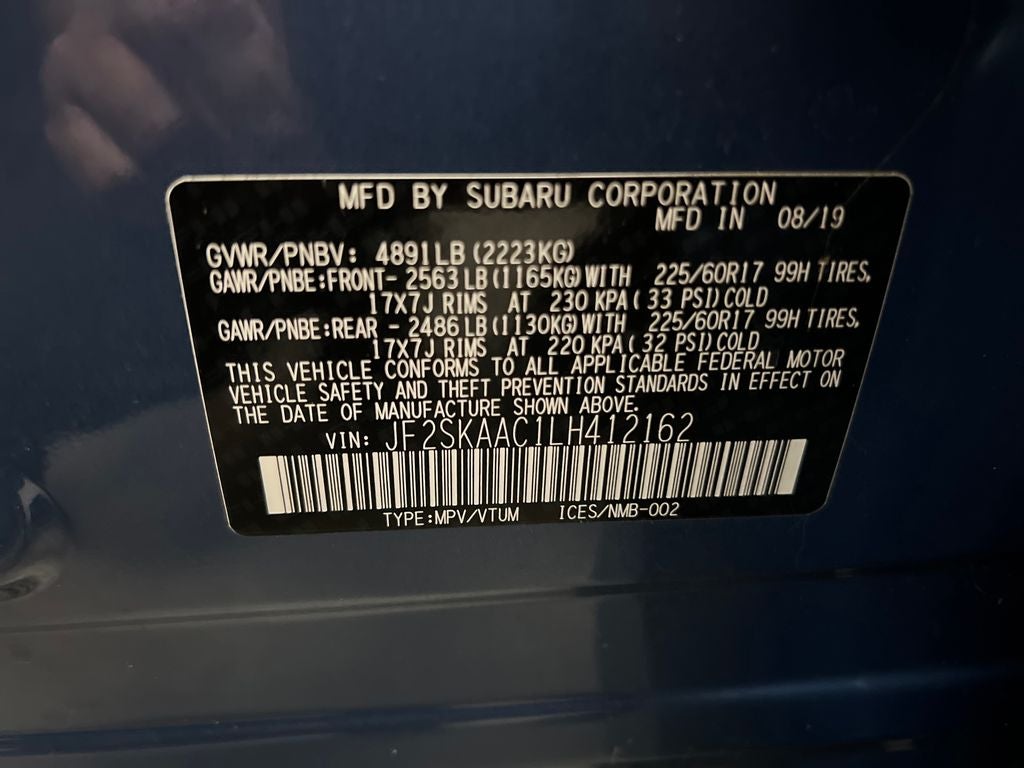 MFD BY SUBARU CORPORATION
MFD IN 08/19
GVWR/PNBV: 4891LB (2223KG)
GAWR/PNBE:FRONT- 2563LB(1165KG)WITH 225/60R17 99H TIRES,
17X7J RIMS AT 230 KPA( 33 PSI)COLD
GAWR/PNBE:REAR - 2486LB(1130KG)WITH 225/60R17 99H TIRES,
17X7J RIMS AT 220 KPA( 32 PSI)COLD
THIS VEHICLE CONFORMS TO ALL APPLICABLE FEDERAL MOTOR
VEHICLE SAFETY AND THEFT PREVENTION STANDARDS IN EFFECT ON
THE DATE OF MANUFACTURE SHOWN ABOVE.
VIN: JF2SKAAC1LH412162
TYPE:MPV/VTUM ICES/NMB-002